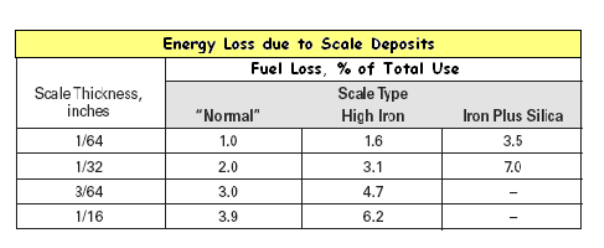 Energy Loss due to Scale Deposits
Fuel Loss, % of Total Use
Scale Thickness,
inches
Scale Type
"Normal" High Iron Iron Plus Silica
1/64 1.0 1.6 3.5
1/32 2.0 3.1 7.0
3/64 3.0 4.7 –
1/16 3.9 6.2 –